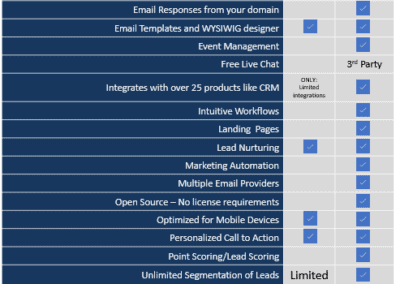 Email Responses from your domain
Email Templates and WYSIWIG designer
Event Management
Free Live Chat 3rd Party
Integrates with over 25 products like CRM ONLY: Limited integrations
Intuitive Workflows
Landing Pages
Lead Nurturing
Marketing Automation
Multiple Email Providers
Open Source – No license requirements
Optimized for Mobile Devices
Personalized Call to Action
Point Scoring/Lead Scoring
Unlimited Segmentation of Leads Limited